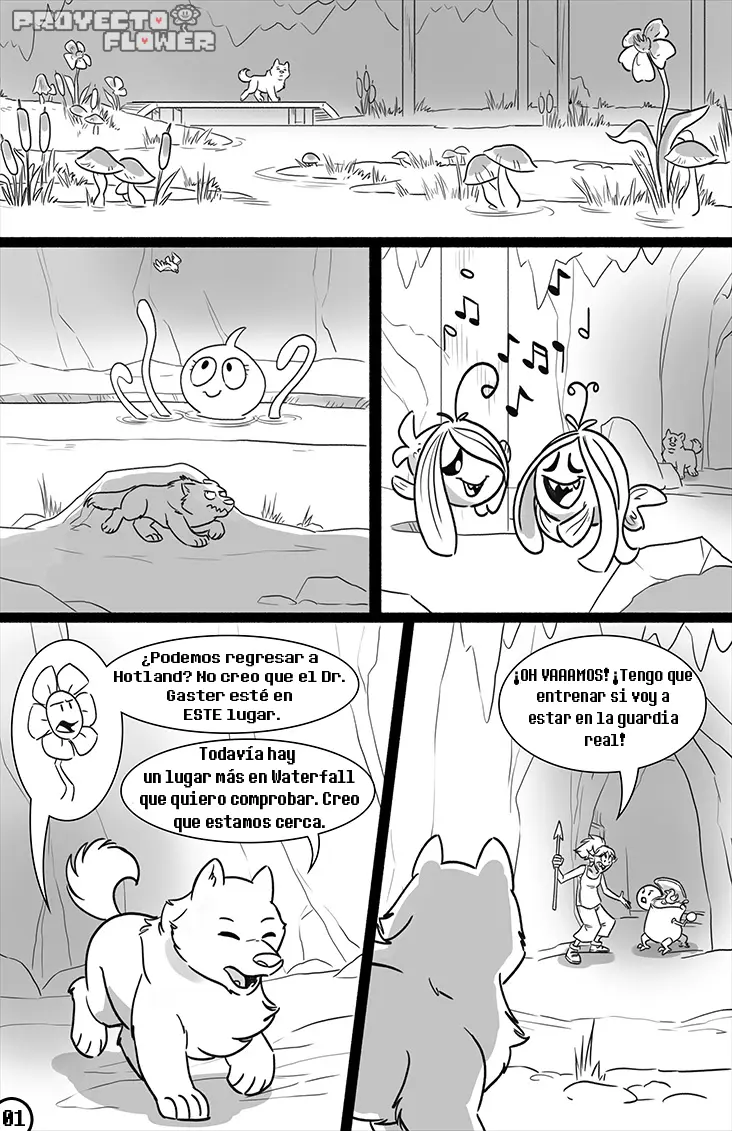 PROYECTO
FLOWER
¿Podemos regresar a
Hotland? No creo que el Dr.
Gaster esté en
ESTE lugar.
Todavía hay
un lugar más en Waterfall
que quiero comprobar. Creo
que estamos cerca.
¡OH VAAAMOS! ¡Tengo que
entrenar si voy a
estar en la guardia
real!
01